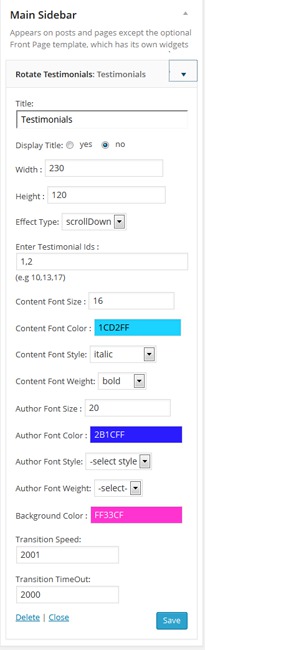 Main Sidebar
Appears on posts and pages except the optional
Front Page template, which has its own widgets
Rotate Testimonials: Testimonials
Title:
Testimonials
Display Title: yes no
Width : 230
Height : 120
Effect Type: scrollDown
Enter Testimonial Ids :
1,2
(e.g 10,13,17)
Content Font Size : 16
Content Font Color : 1CD2FF
Content Font Style: italic
Content Font Weight: bold
Author Font Size : 20
Author Font Color : 2B1CFF
Author Font Style: -select style
Author Font Weight: -select-
Background Color : FF33CF
Transition Speed:
2001
Transition TimeOut:
2000
Delete | Close Save